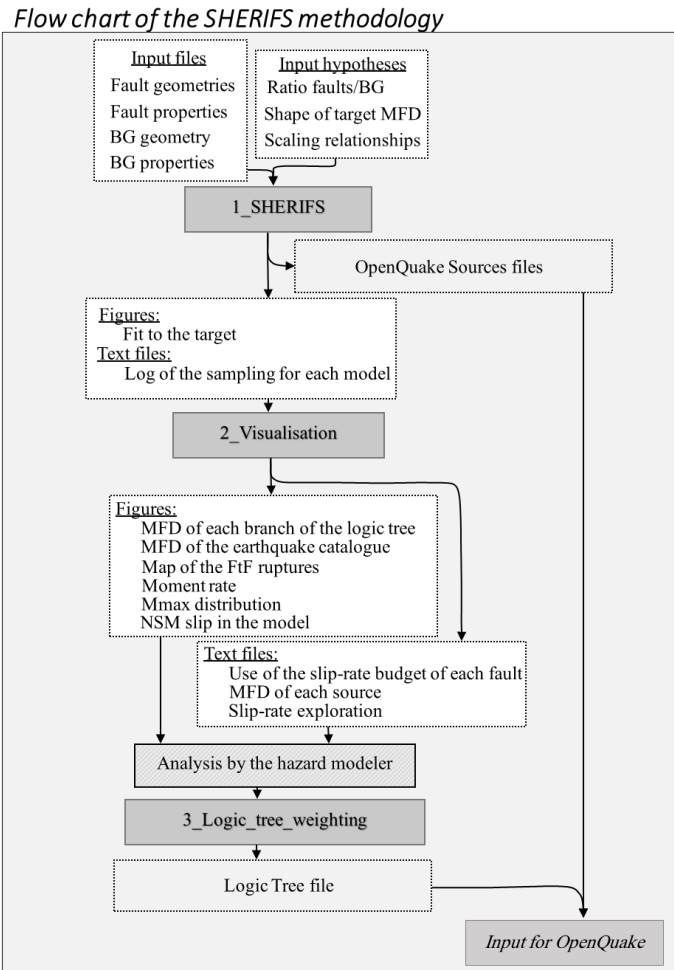 Flow chart of the SHERIFS methodology
Input files
Fault geometries
Fault properties
BG geometry
BG properties
Input hypotheses
Ratio faults/BG
Shape of target MFD
Scaling relationships
1_SHERIFS
OpenQuake Sources files
Figures:
Fit to the target
Text files:
Log of the sampling for each model
2_Visualisation
Figures:
MFD of each branch of the logic tree
MFD of the earthquake catalogue
Map of the FtF ruptures
Moment rate
Mmax distribution
NSM slip in the model
Text files:
Use of the slip-rate budget of each fault
MFD of each source
Slip-rate exploration
Analysis by the hazard modeler
3_Logic_tree_weighting
Logic Tree file
Input for OpenQuake